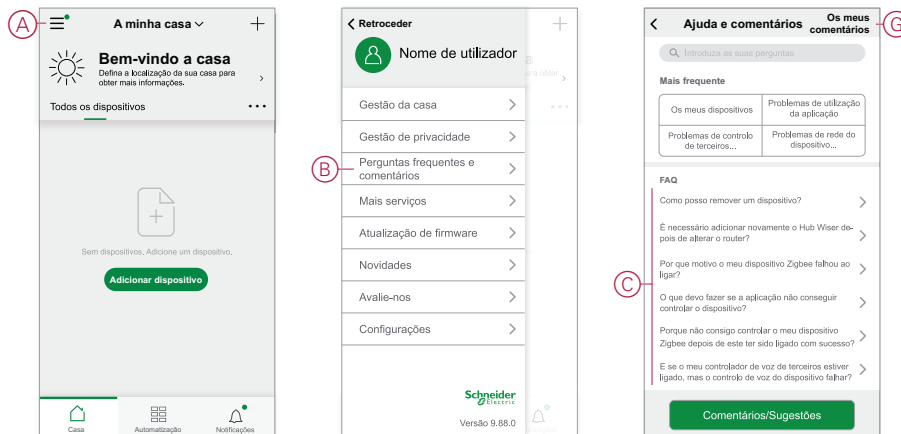 A
A minha casa
Bem-vindo a casa
Defina a localização da sua casa para
obter mais informações.
Todos os dispositivos
Sem dispositivos. Adicione um dispositivo.
Adicionar dispositivo
Casa
Automatização
Notificações
Retroceder
Nome de utilizador
Gestão da casa
Gestão de privacidade
B
Perguntas frequentes e
comentários
Mais serviços
Atualização de firmware
Novidades
Avalie-nos
Configurações
Schneider
Electric
Versão 9.88.0
Ajuda e comentários
Os meus
comentários
G
Introduza as suas perguntas
Mais frequente
Os meus dispositivos
Problemas de utilização
da aplicação
Problemas de controlo
de terceiros...
Problemas de rede do
dispositivo...
FAQ
C
Como posso remover um dispositivo?
É necessário adicionar novamente o Hub Wiser de-
pois de alterar o router?
Por que motivo o meu dispositivo Zigbee falhou ao
ligar?
O que devo fazer se a aplicação não conseguir
controlar o dispositivo?
Porque não consigo controlar o meu dispositivo
Zigbee depois de este ter sido ligado com sucesso?
E se o meu controlador de voz de terceiros estiver
ligado, mas o controlo de voz do dispositivo falhar?
Comentários/Sugestões